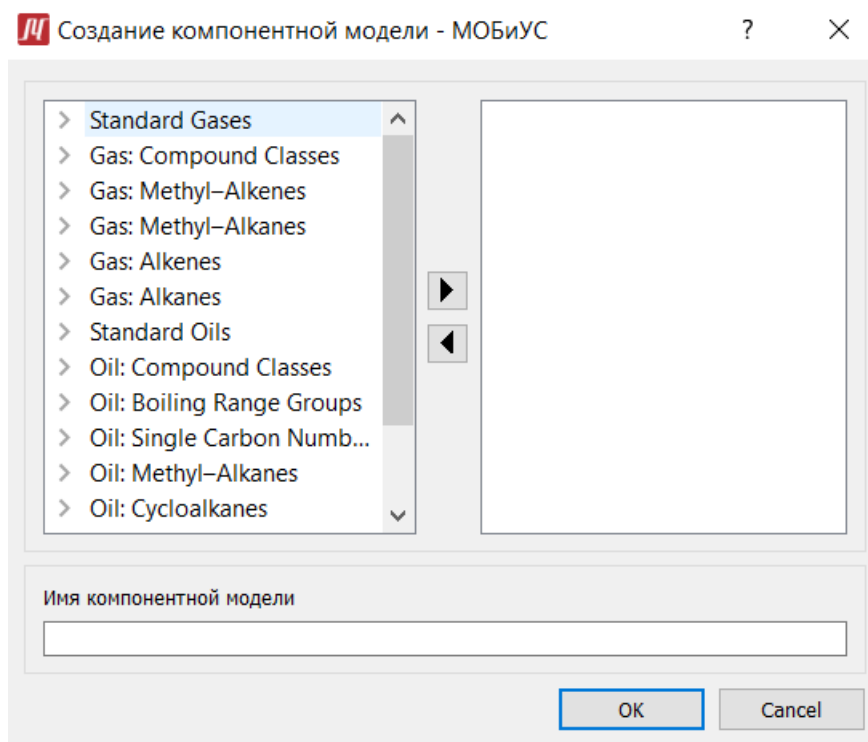 Создание компонентной модели - МОБиУС ?
Standard Gases
Gas: Compound Classes
Gas: Methyl–Alkenes
Gas: Methyl–Alkanes
Gas: Alkenes
Gas: Alkanes
Standard Oils
Oil: Compound Classes
Oil: Boiling Range Groups
Oil: Single Carbon Numb...
Oil: Methyl–Alkanes
Oil: Cycloalkanes
Имя компонентной модели
OK Cancel